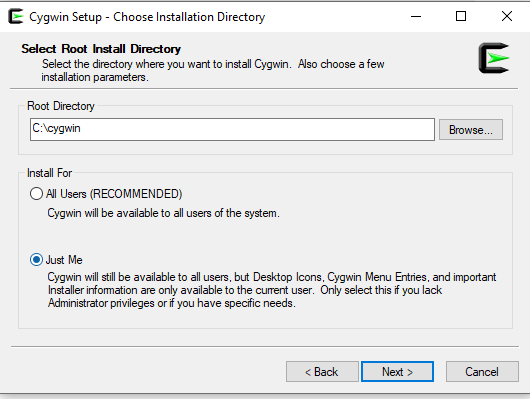 Cygwin Setup - Choose Installation Directory
Select Root Install Directory
Select the directory where you want to install Cygwin.  Also choose a few
installation parameters.
Root Directory
C:\cygwin
Browse...
Install For
All Users (RECOMMENDED)
Cygwin will be available to all users of the system.
Just Me
Cygwin will still be available to all users, but Desktop Icons, Cygwin Menu Entries, and important
Installer information are only available to the current user.  Only select this if you lack
Administrator privileges or if you have specific needs.
< Back
Next >
Cancel